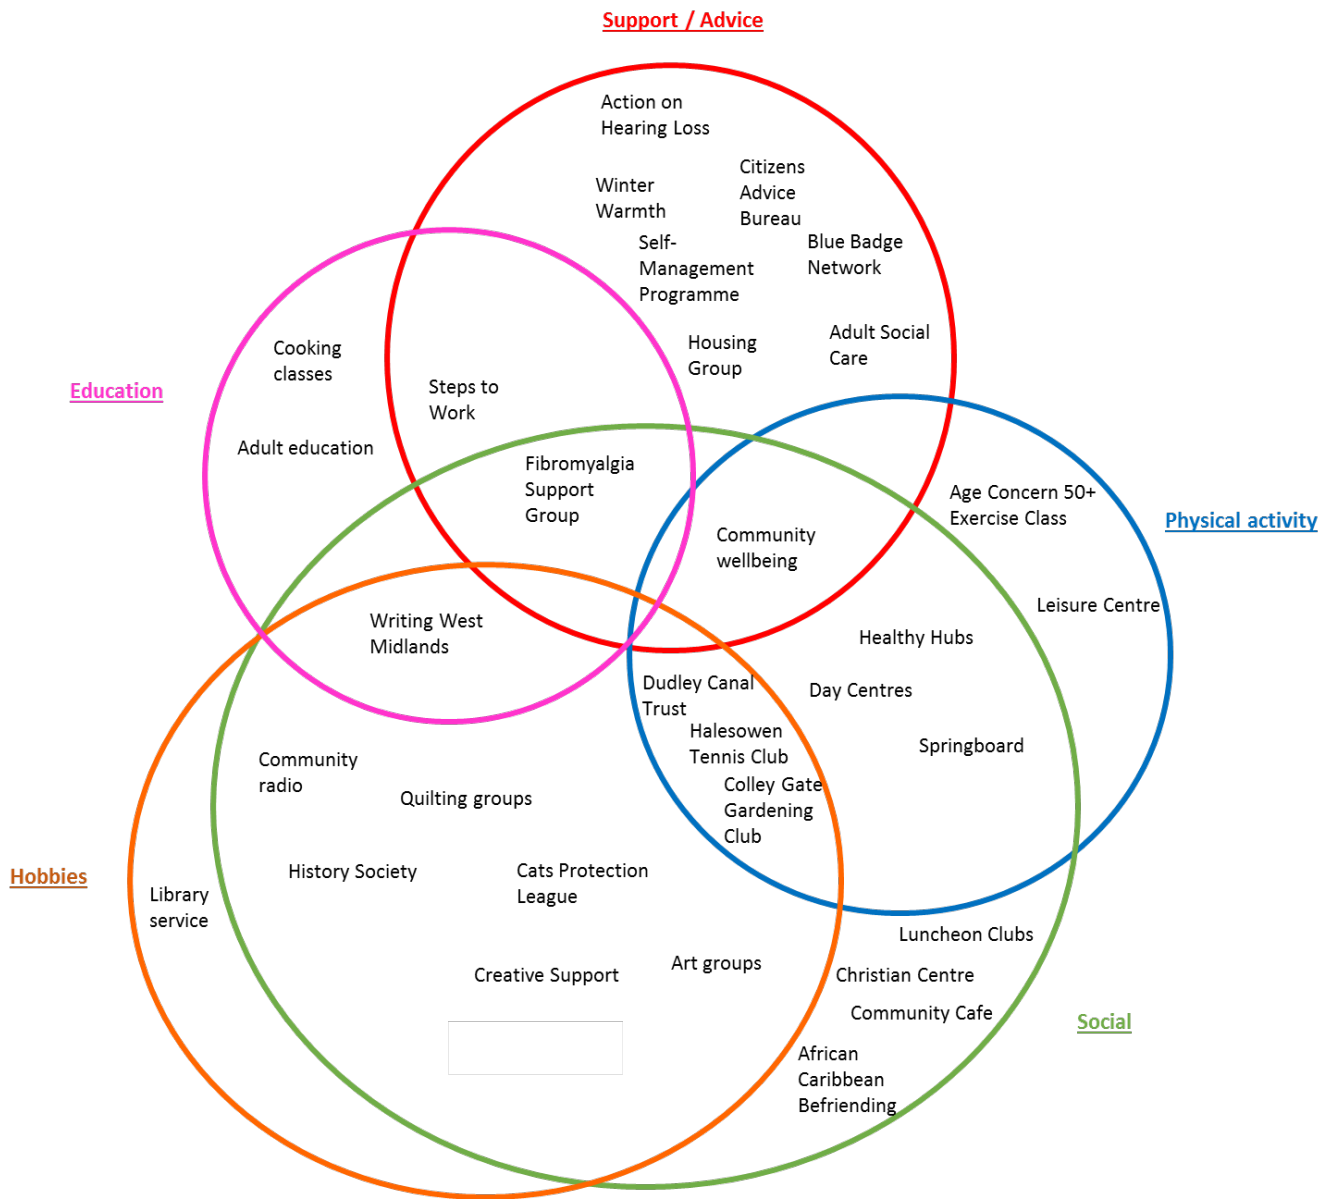 Support / Advice
Action on
Hearing Loss
Citizens
Advice
Bureau
Winter
Warmth
Self-
Management
Programme
Blue Badge
Network
Housing
Group
Adult Social
Care
Education
Cooking
classes
Steps to
Work
Adult education
Fibromyalgia
Support
Group
Community
wellbeing
Age Concern 50+
Exercise Class
Physical activity
Leisure Centre
Writing West
Midlands
Healthy Hubs
Dudley Canal
Trust
Day Centres
Halesowen
Tennis Club
Springboard
Colley Gate
Gardening
Club
Community
radio
Quilting groups
History Society
Cats Protection
League
Hobbies
Library
service
Creative Support
Art groups
Luncheon Clubs
Christian Centre
Community Cafe
Social
African
Caribbean
Befriending